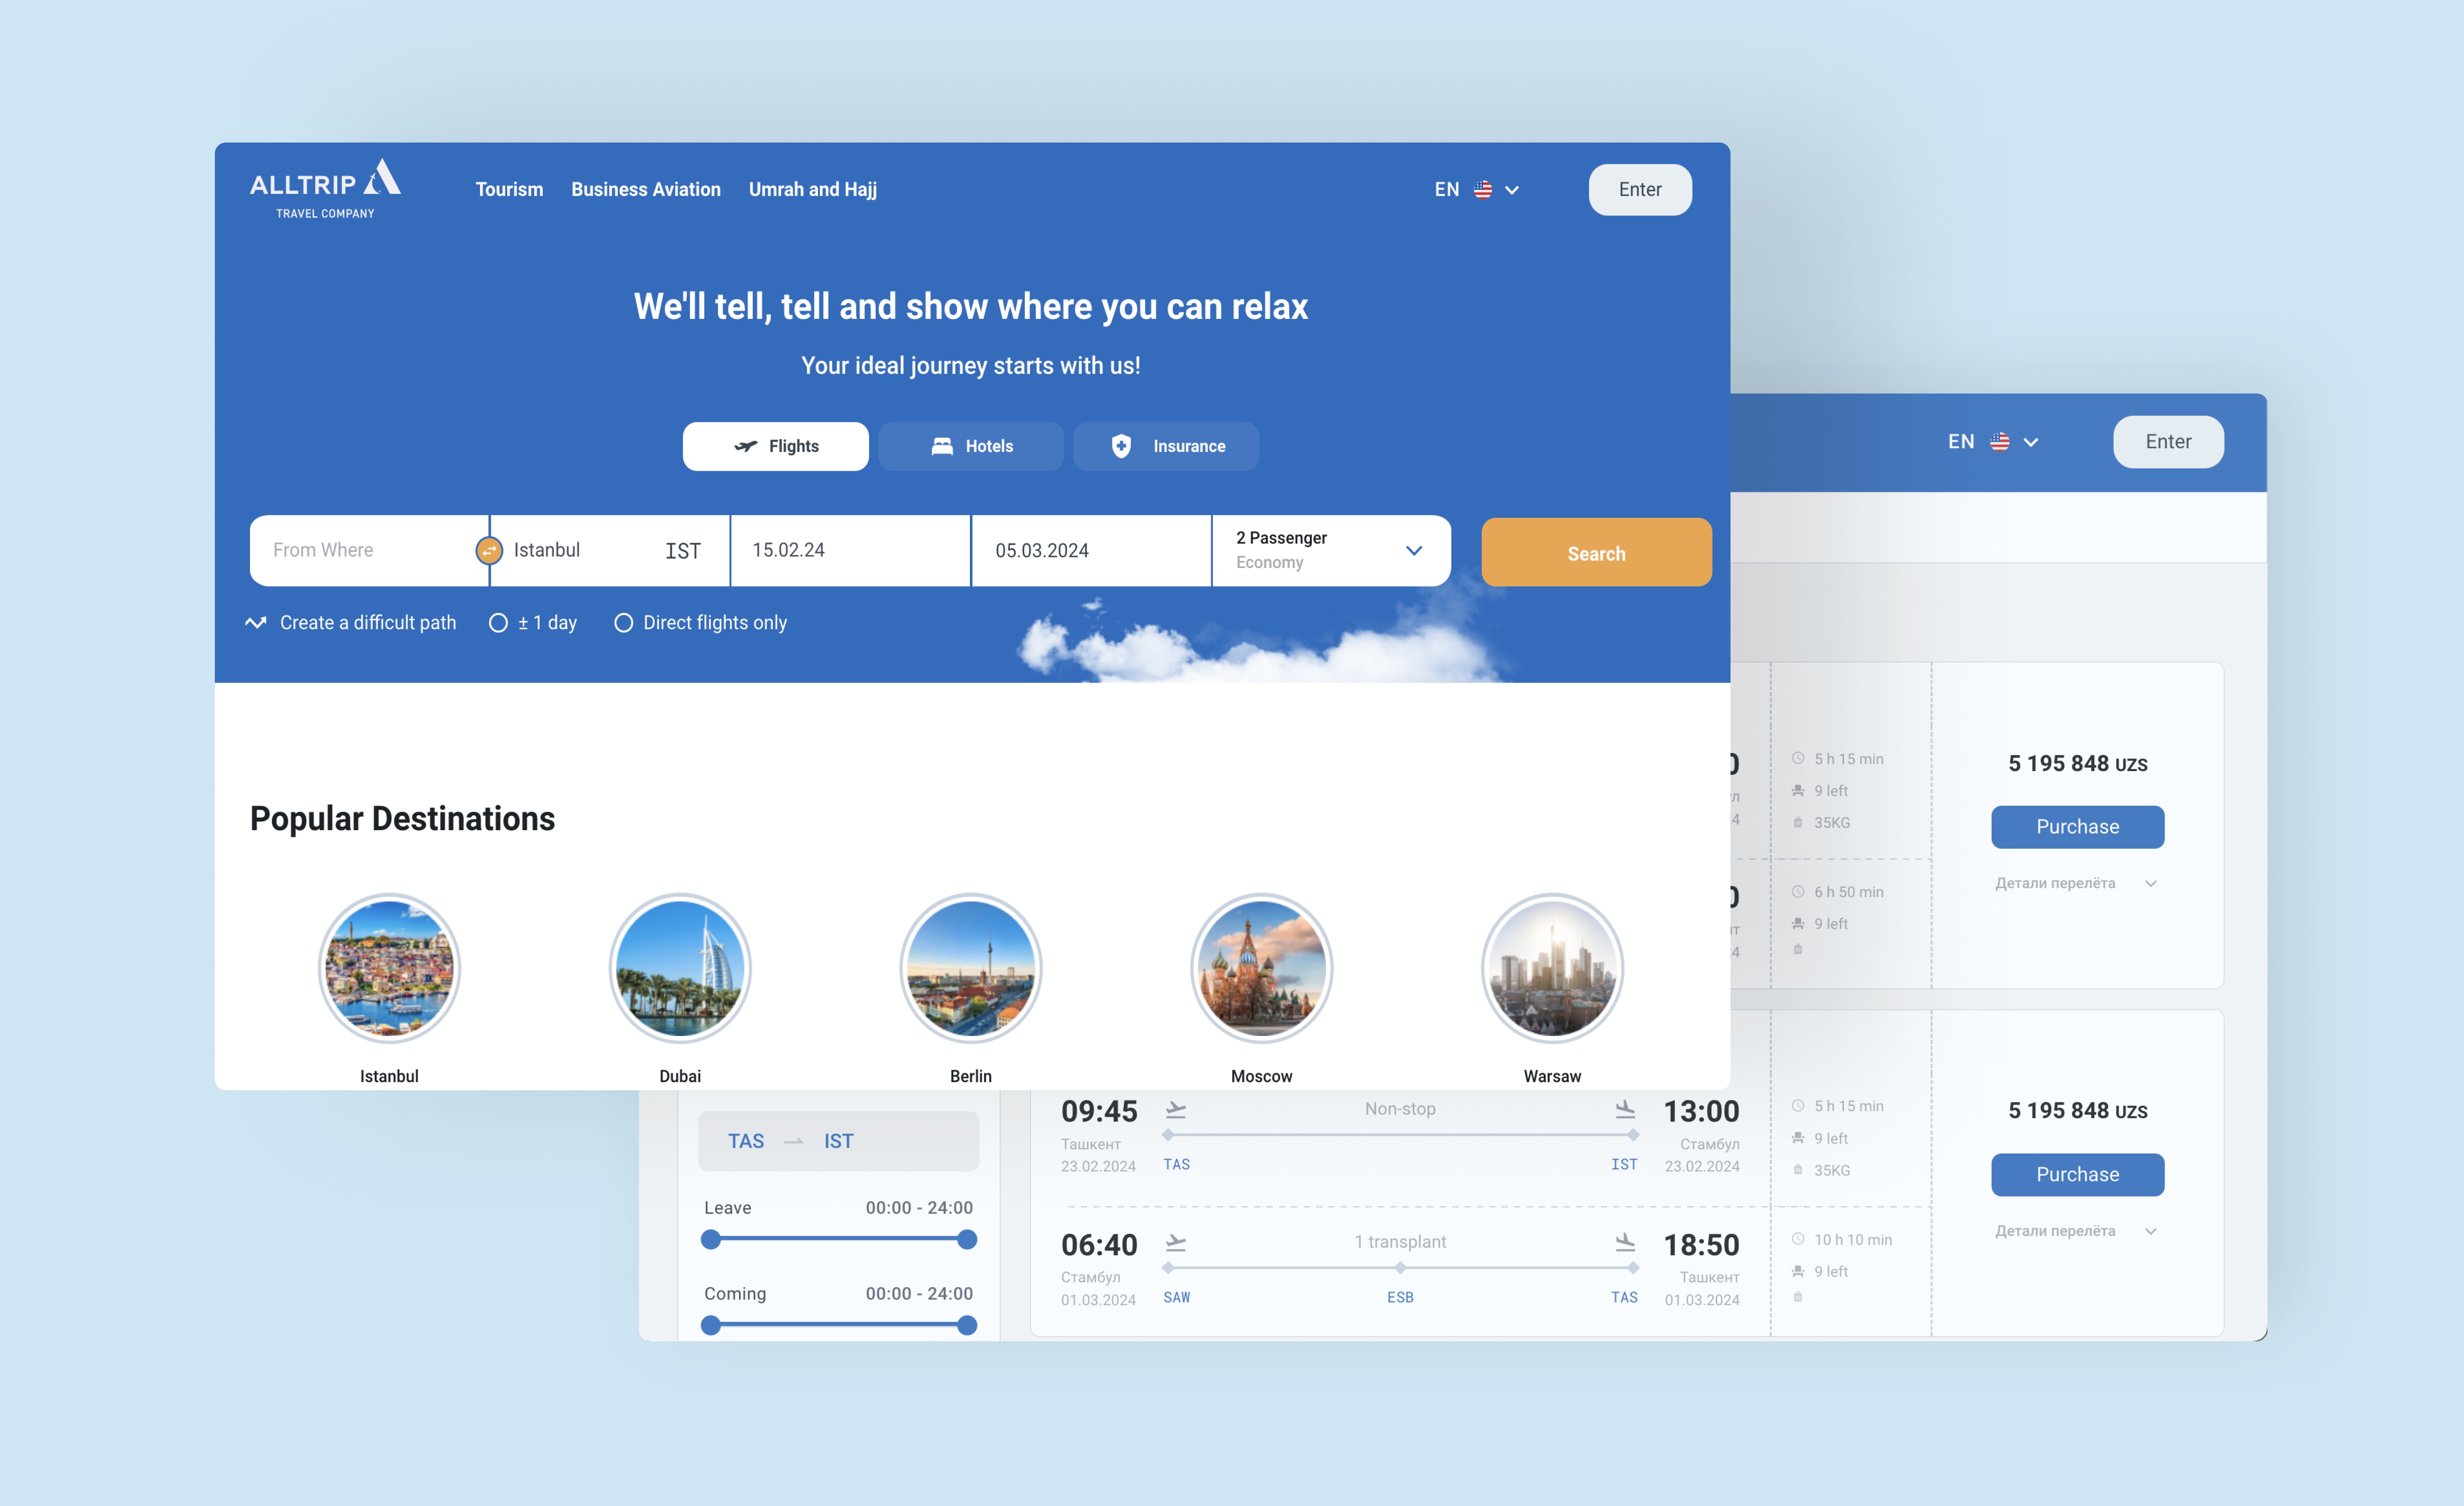 ALLTRIP
TRAVEL COMPANY
Tourism
Business Aviation
Umrah and Hajj
EN
Enter
We'll tell, tell and show where you can relax
Your ideal journey starts with us!
Flights
Hotels
Insurance
From Where
Istanbul
IST
15.02.24
05.03.2024
2 Passenger
Economy
Search
Create a difficult path
± 1 day
Direct flights only
Popular Destinations
Istanbul
Dubai
Berlin
Moscow
Warsaw
EN
Enter
5 h 15 min
9 left
35KG
6 h 50 min
9 left
5 195 848 UZS
Purchase
Детали перелёта
TAS
IST
Leave
00:00 - 24:00
Coming
00:00 - 24:00
09:45
Ташкент
23.02.2024
TAS
Non-stop
IST
13:00
Стамбул
23.02.2024
5 h 15 min
9 left
35KG
06:40
Стамбул
01.03.2024
SAW
1 transplant
ESB
TAS
18:50
Ташкент
01.03.2024
10 h 10 min
9 left
5 195 848 UZS
Purchase
Детали перелёта